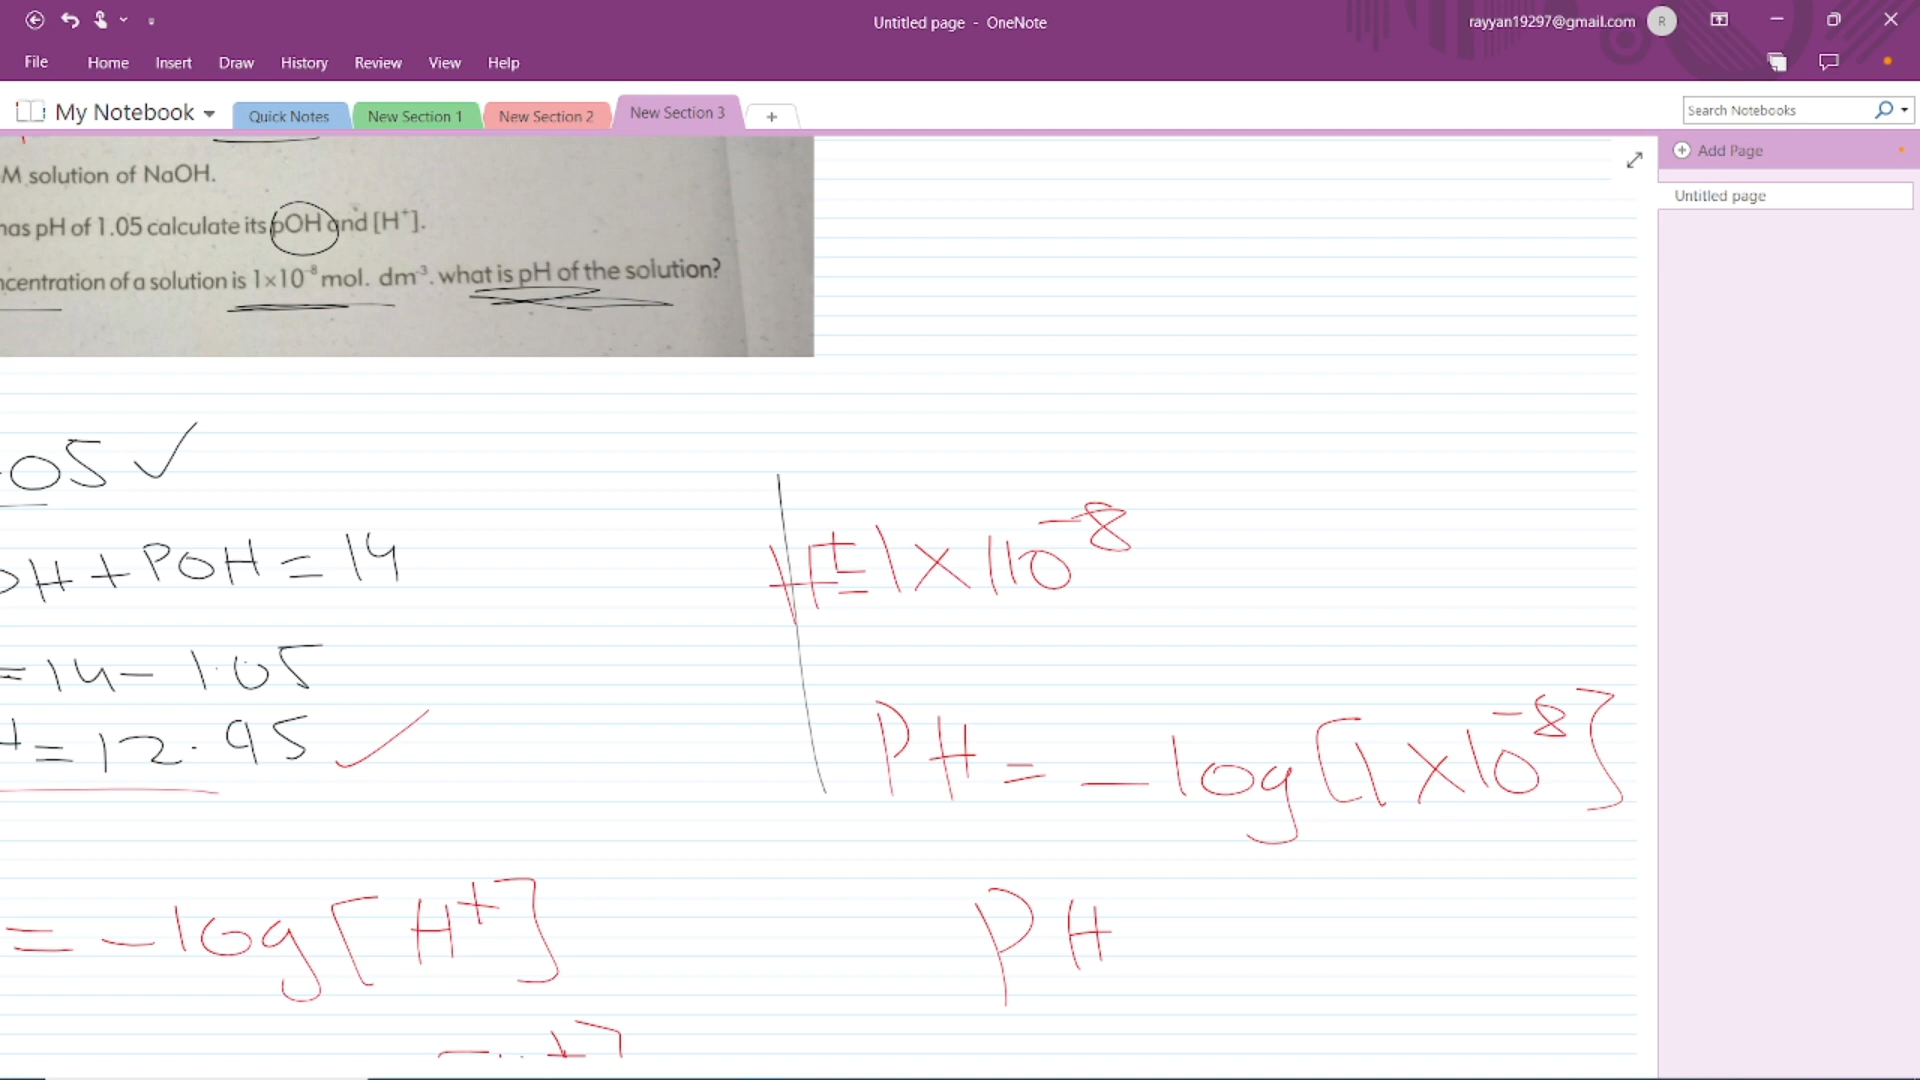 Untitled page - OneNote
rayyan19297@gmail.com
R
File Home Insert Draw History Review View Help
My Notebook
Quick Notes
New Section 1
New Section 2
New Section 3
+
Search Notebooks
Add Page
Untitled page
M solution of NaOH.
has pH of 1.05 calculate its pOH and [H⁺].
ncentration of a solution is 1×10⁻⁸ mol. dm⁻³. what is pH of the solution?
.05 ✓
H + POH = 14
= 14 - 1.05
= 12.95 ✓
= -log[H⁺]
H⁺ = 1 × 110⁻⁸
PH = -log[1×10⁻⁸]
PH